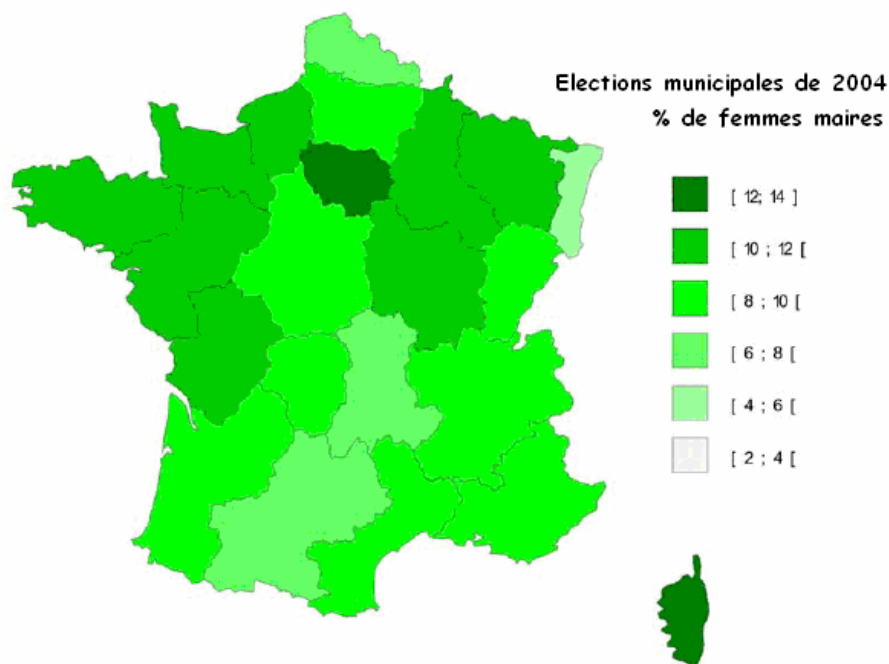 Elections municipales de 2004
% de femmes maires
[ 12; 14 ]
[ 10 ; 12 [
[ 8 ; 10 [
[ 6 ; 8 [
[ 4 ; 6 [
[ 2 ; 4 [